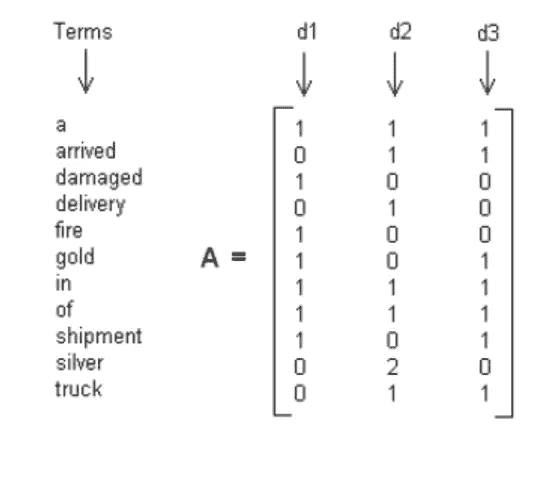 Terms d1 d2 d3
a 1 1 1
arrived 0 1 1
damaged 1 0 0
delivery 0 1 0
fire 1 0 0
gold A = 1 0 1
in 1 1 1
of 1 1 1
shipment 1 0 1
silver 0 2 0
truck 0 1 1